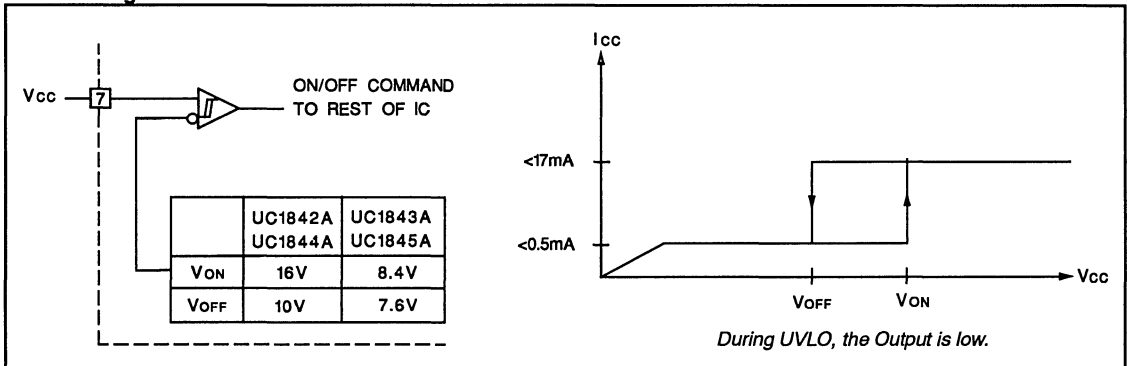 Vcc
7
ON/OFF COMMAND
TO REST OF IC
UC1842A UC1843A
UC1844A UC1845A
VON 16V 8.4V
VOFF 10V 7.6V
Icc
<17mA
<0.5mA
VOFF VON
Vcc
During UVLO, the Output is low.